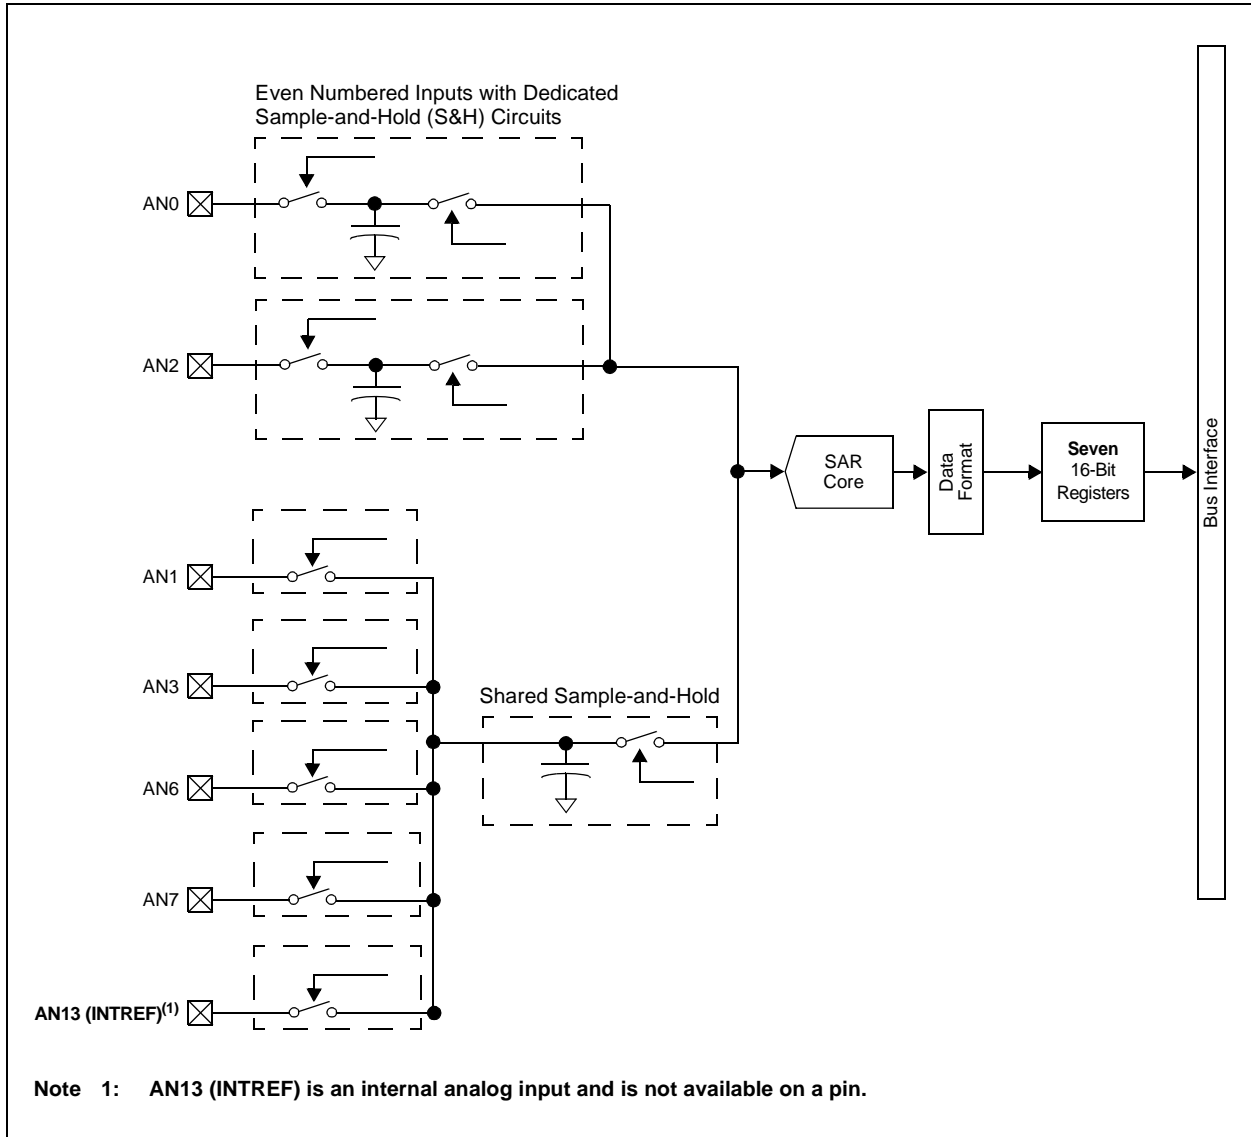 Even Numbered Inputs with Dedicated
Sample-and-Hold (S&H) Circuits
AN0
AN2
SAR
Core
Data
Format
Seven
16-Bit
Registers
Bus Interface
AN1
AN3
Shared Sample-and-Hold
AN6
AN7
AN13 (INTREF)(1)
Note 1: AN13 (INTREF) is an internal analog input and is not available on a pin.